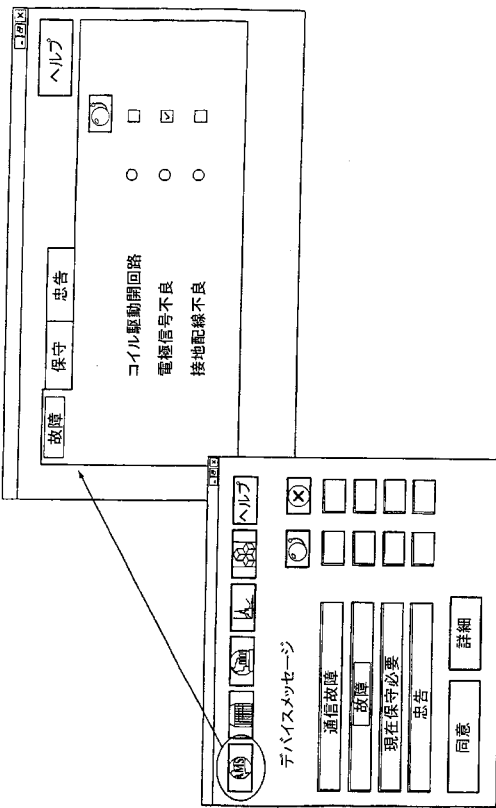 故障 保守 忠告 ヘルプ
コイル駆動開回路
電極信号不良
接地配線不良
AMS ヘルプ
デバイスメッセージ
通信故障
故障
現在保守必要
忠告
同意 詳細